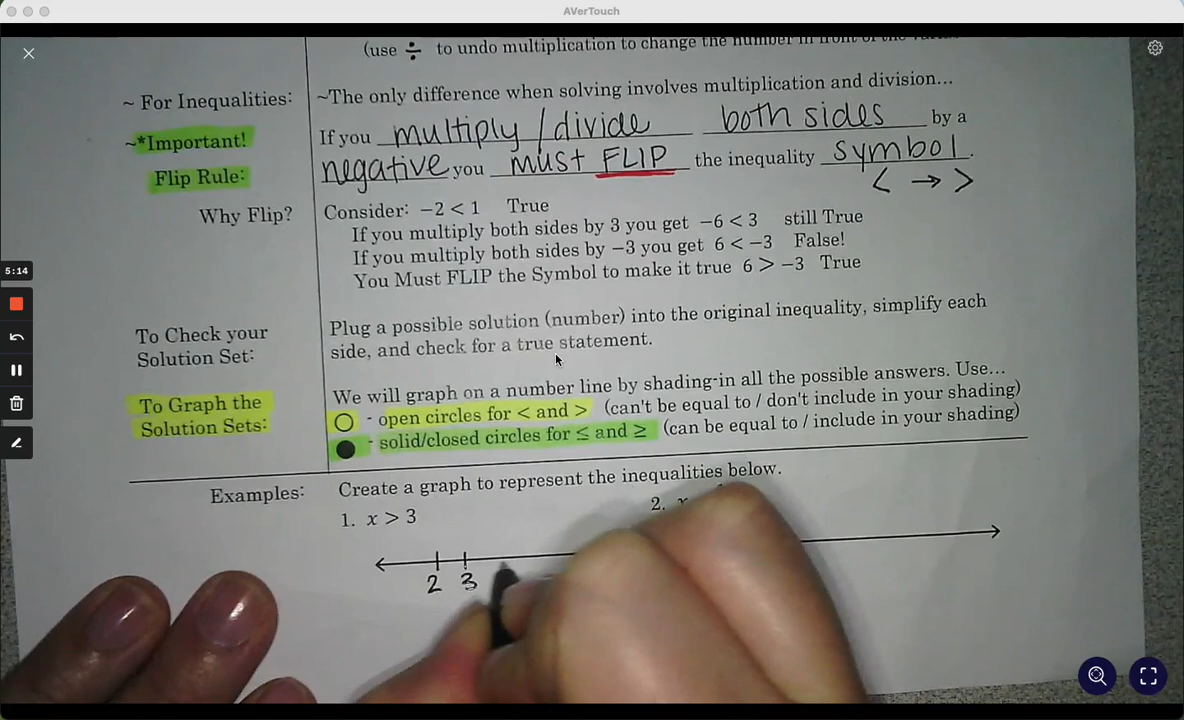 AVerTouch
(use ÷ to undo multiplication to change the number in front of the
~ For Inequalities: ~The only difference when solving involves multiplication and division...
~*Important! If you multiply/divide both sides by a
Flip Rule: negative you must FLIP the inequality symbol.
< → >
Why Flip? Consider: −2 < 1 True
If you multiply both sides by 3 you get −6 < 3 still True
If you multiply both sides by −3 you get 6 < −3 False!
You Must FLIP the Symbol to make it true 6 > −3 True
5:14
To Check your Plug a possible solution (number) into the original inequality, simplify each
Solution Set: side, and check for a true statement.
To Graph the We will graph on a number line by shading-in all the possible answers. Use...
Solution Sets: ○ - open circles for < and > (can't be equal to / don't include in your shading)
● - solid/closed circles for ≤ and ≥ (can be equal to / include in your shading)
Examples: Create a graph to represent the inequalities below.
1. x > 3 2. x
2 3